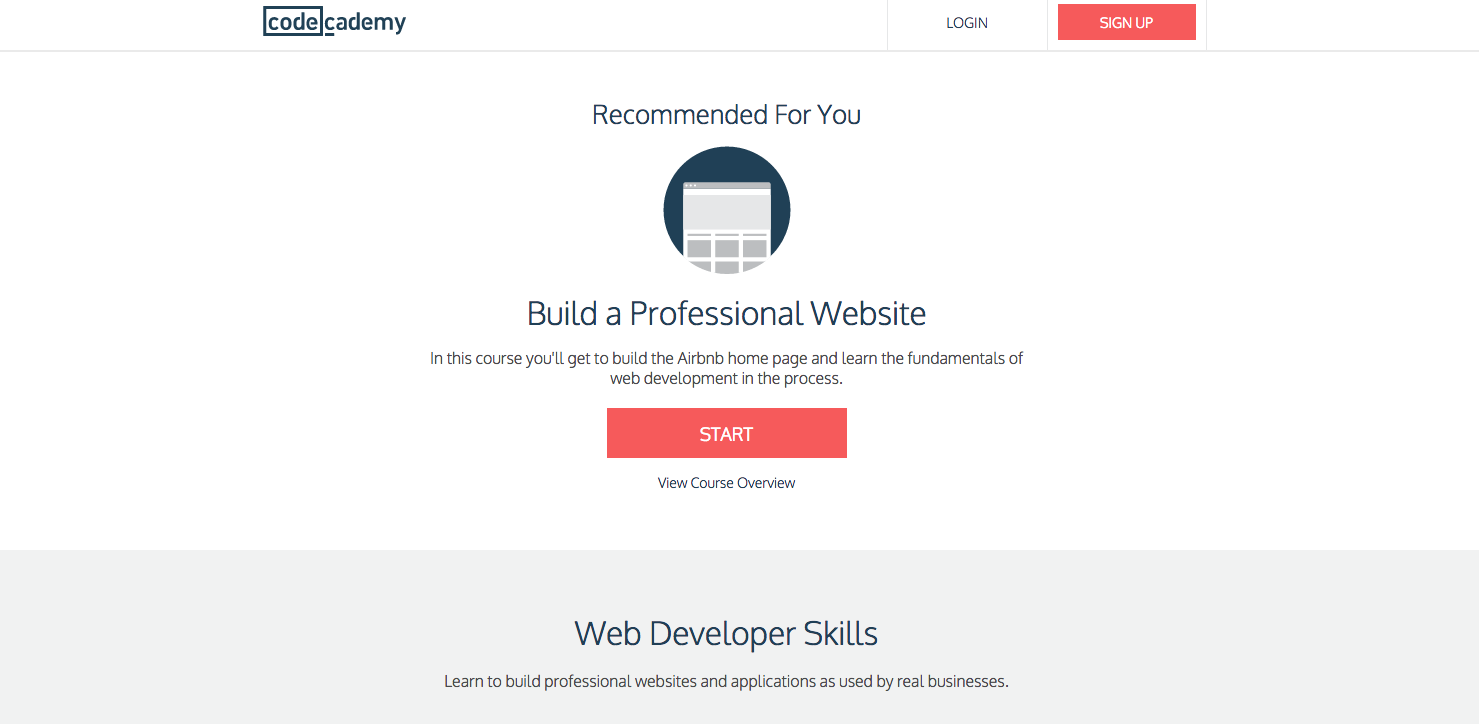 codecademy
LOGIN
SIGN UP
Recommended For You
Build a Professional Website
In this course you'll get to build the Airbnb home page and learn the fundamentals of
web development in the process.
START
View Course Overview
Web Developer Skills
Learn to build professional websites and applications as used by real businesses.